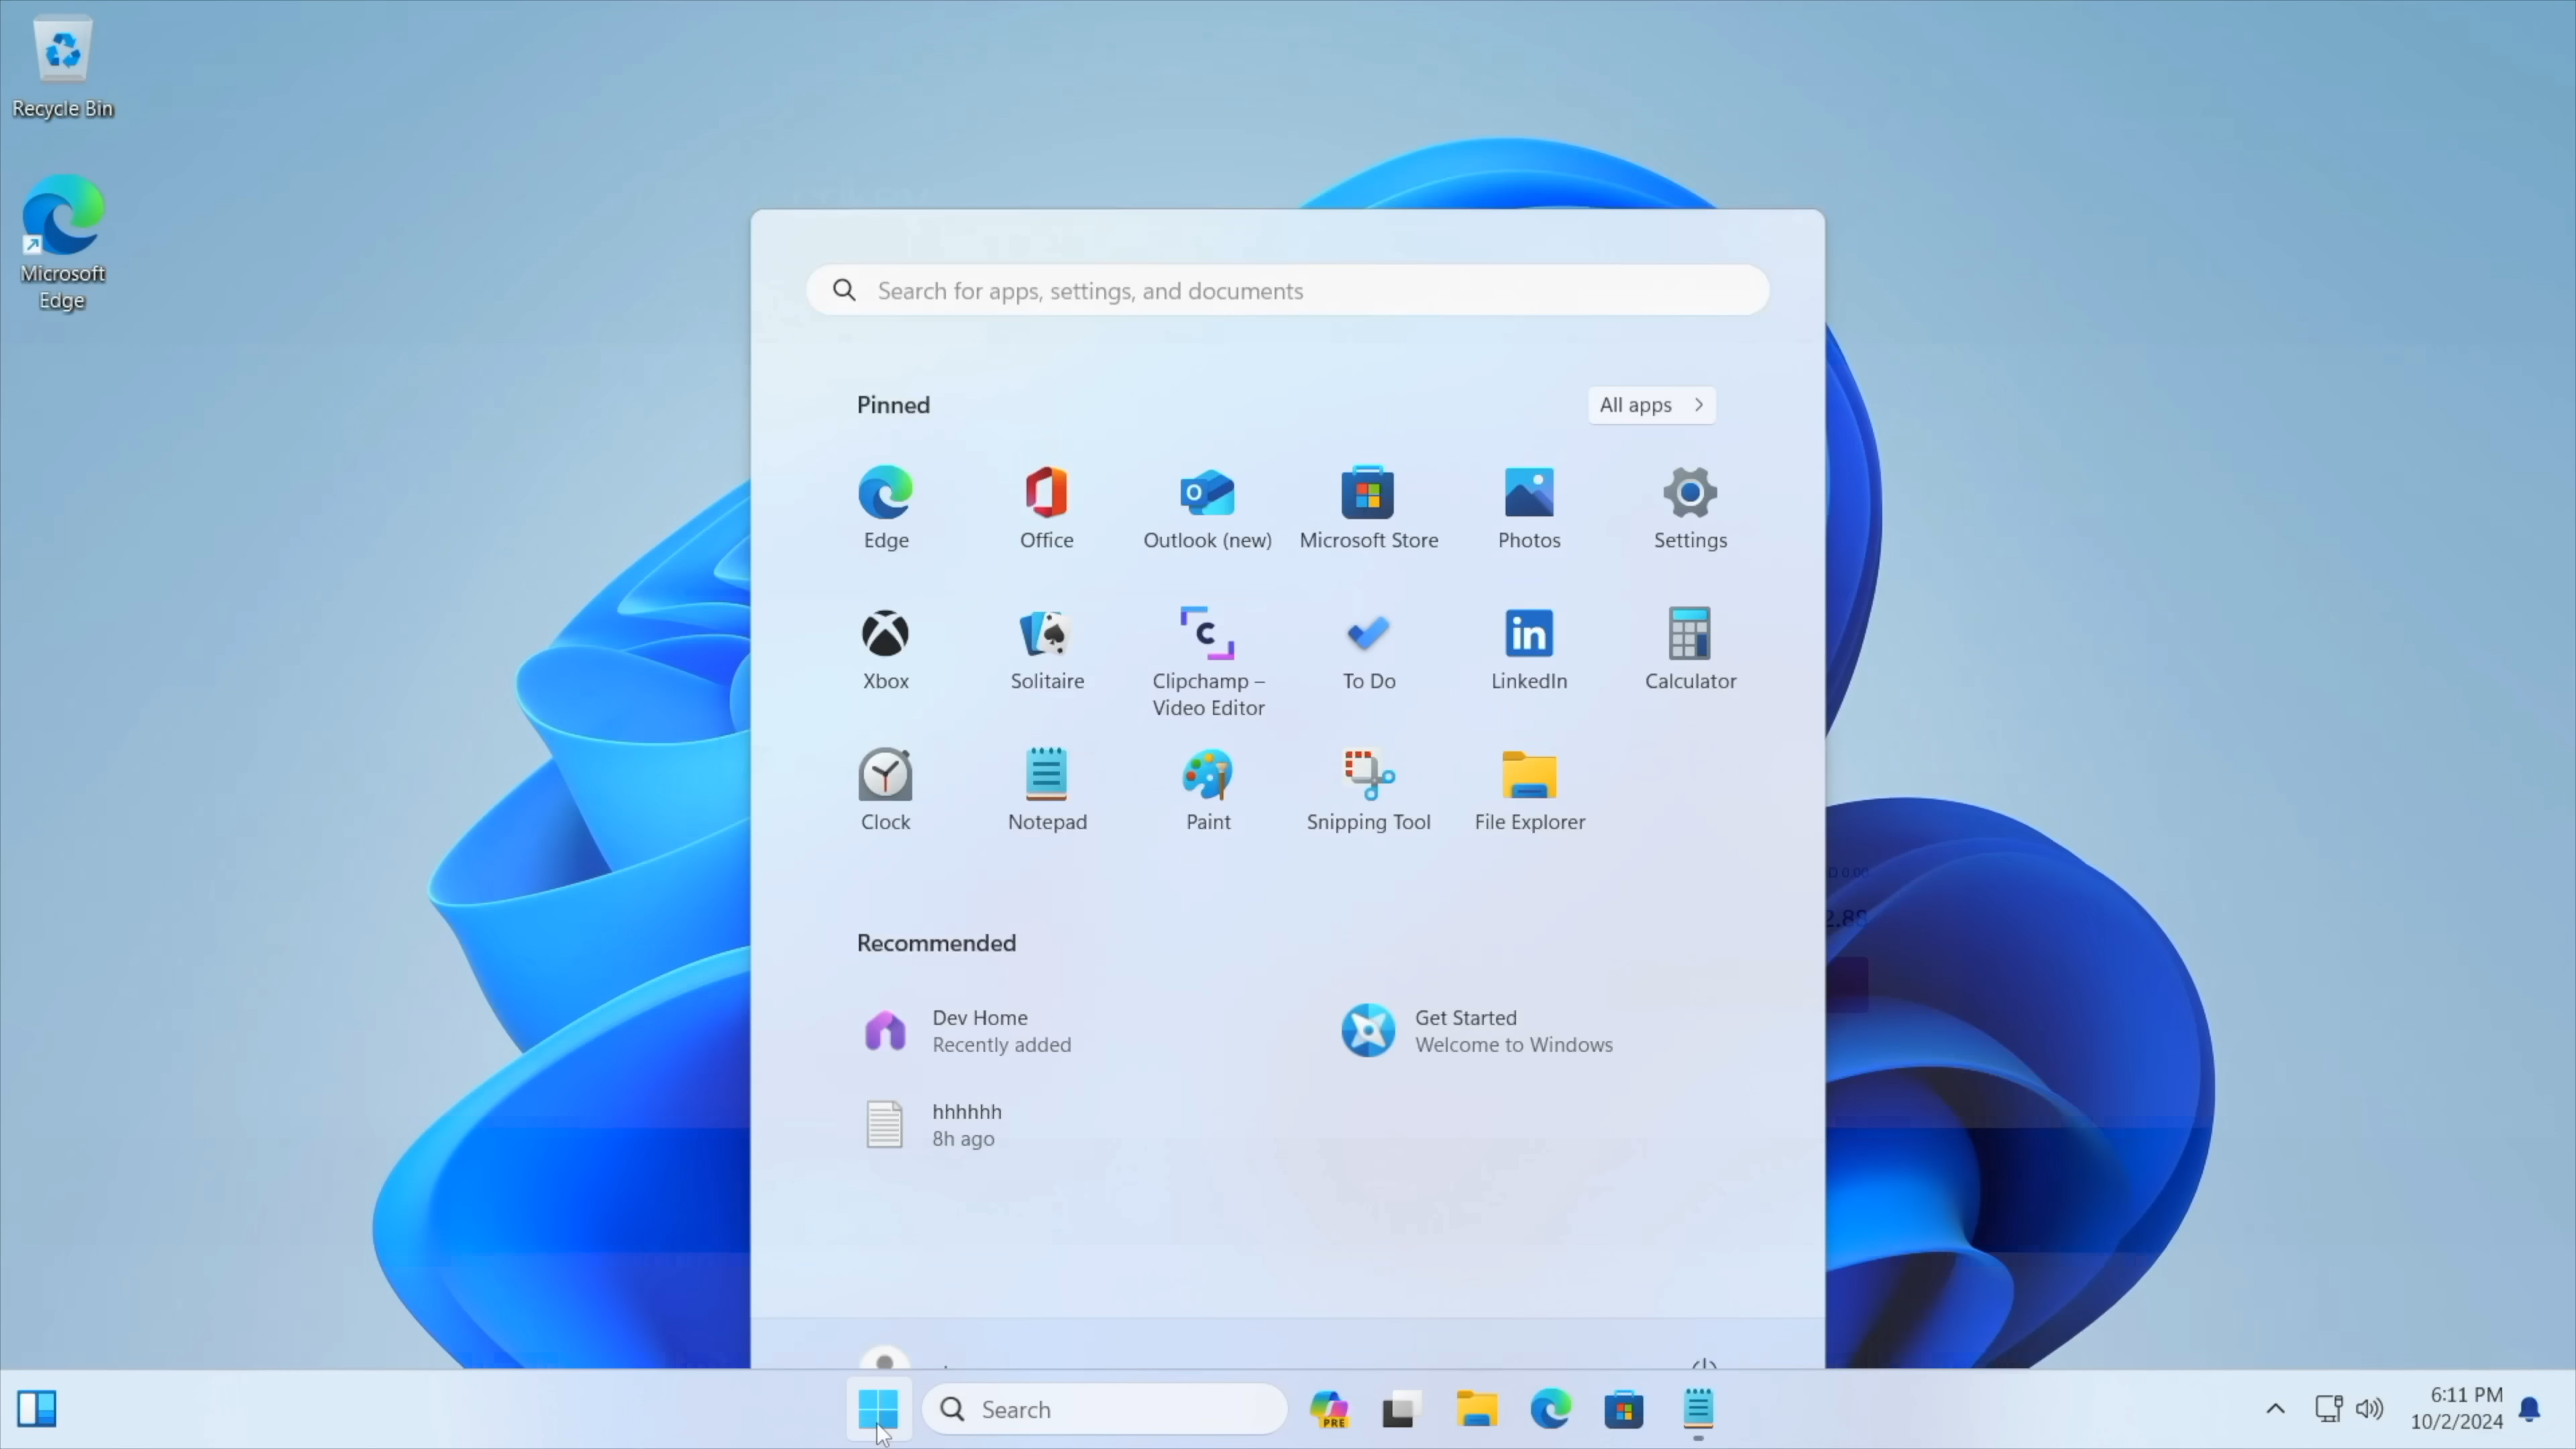 Recycle Bin
Microsoft
Edge
Search for apps, settings, and documents
Pinned
All apps
Edge
Office
Outlook (new)
Microsoft Store
Photos
Settings
Xbox
Solitaire
Clipchamp –
Video Editor
To Do
LinkedIn
Calculator
Clock
Notepad
Paint
Snipping Tool
File Explorer
Recommended
Dev Home
Recently added
Get Started
Welcome to Windows
hhhhhh
8h ago
Search
PRE
6:11 PM
10/2/2024